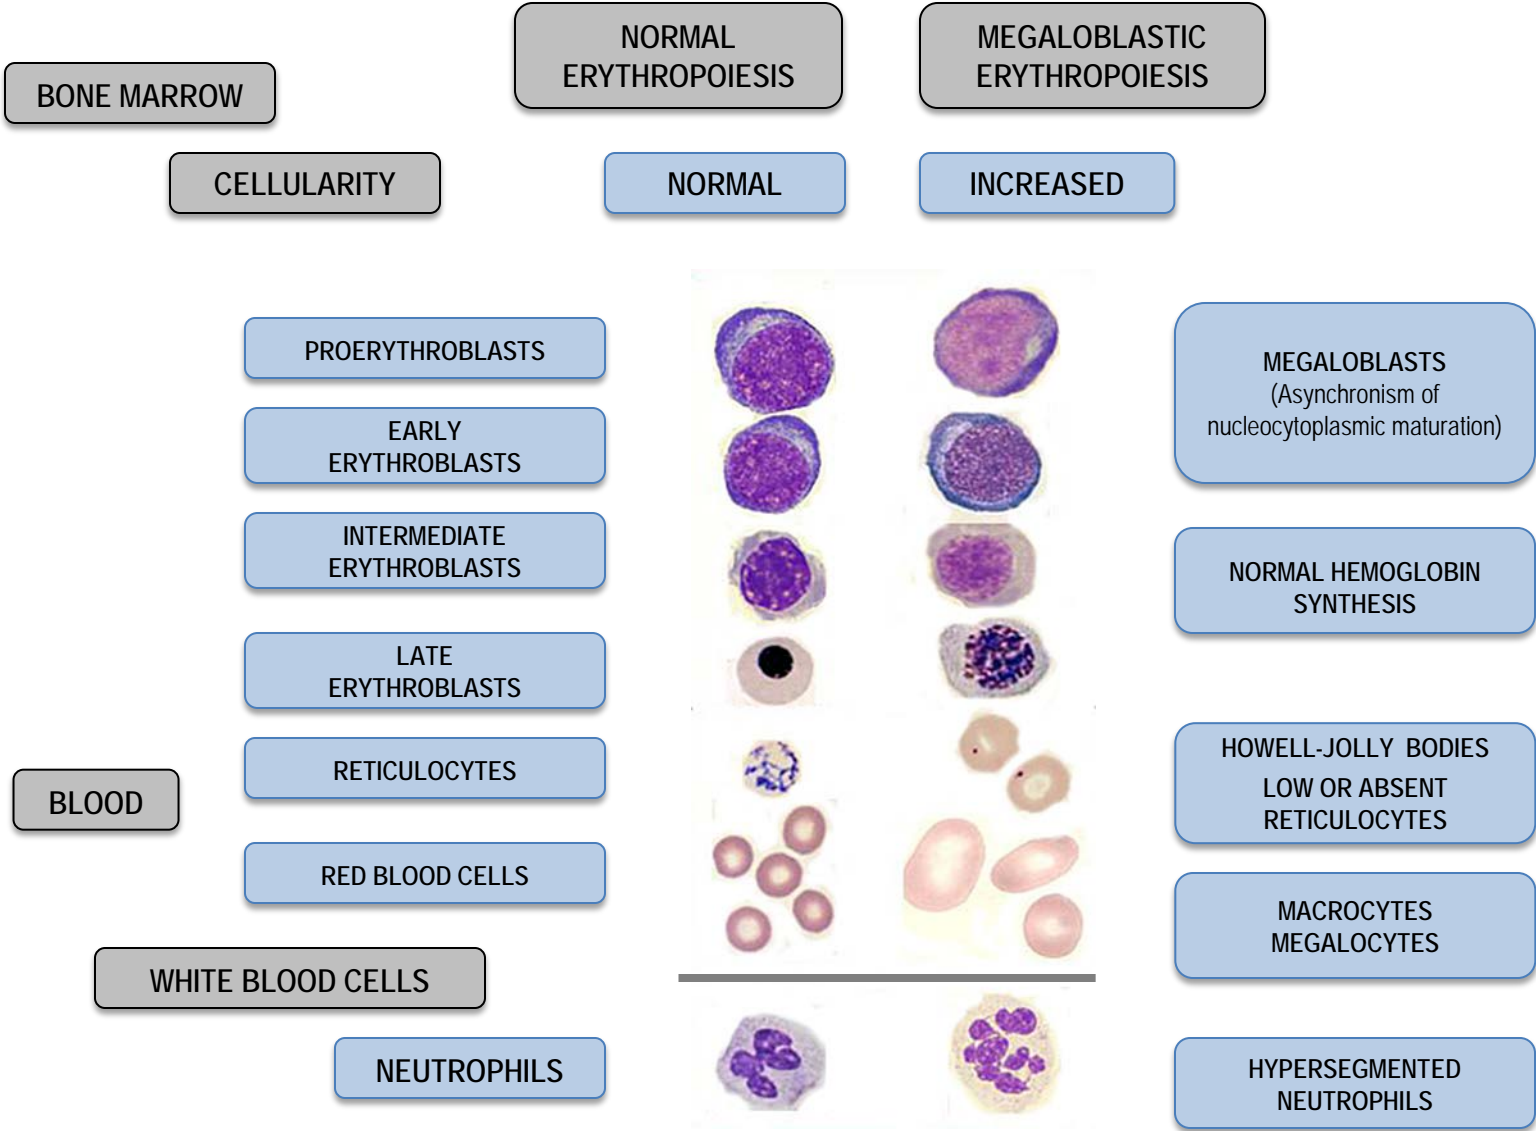 NORMAL
ERYTHROPOIESIS
MEGALOBLASTIC
ERYTHROPOIESIS
BONE MARROW
CELLULARITY
NORMAL
INCREASED
PROERYTHROBLASTS
MEGALOBLASTS
(Asynchronism of
nucleocytoplasmic maturation)
EARLY
ERYTHROBLASTS
INTERMEDIATE
ERYTHROBLASTS
NORMAL HEMOGLOBIN
SYNTHESIS
LATE
ERYTHROBLASTS
RETICULOCYTES
HOWELL-JOLLY BODIES
LOW OR ABSENT
RETICULOCYTES
BLOOD
RED BLOOD CELLS
MACROCYTES
MEGALOCYTES
WHITE BLOOD CELLS
NEUTROPHILS
HYPERSEGMENTED
NEUTROPHILS